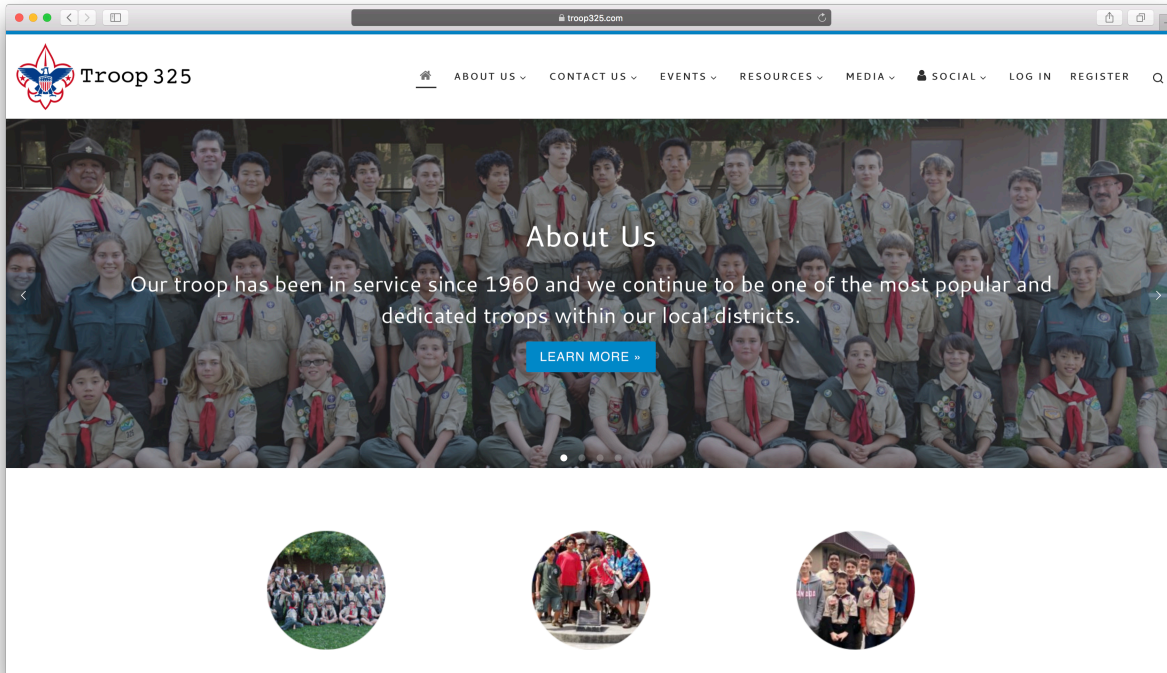 troop325.com
Troop 325
ABOUT US CONTACT US EVENTS RESOURCES MEDIA SOCIAL LOG IN REGISTER
About Us
Our troop has been in service since 1960 and we continue to be one of the most popular and
dedicated troops within our local districts.
LEARN MORE »